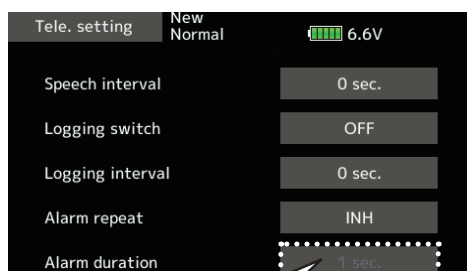 Tele. setting
New
Normal
6.6V
Speech interval
0 sec.
Logging switch
OFF
Logging interval
0 sec.
Alarm repeat
INH
Alarm duration
1 sec.